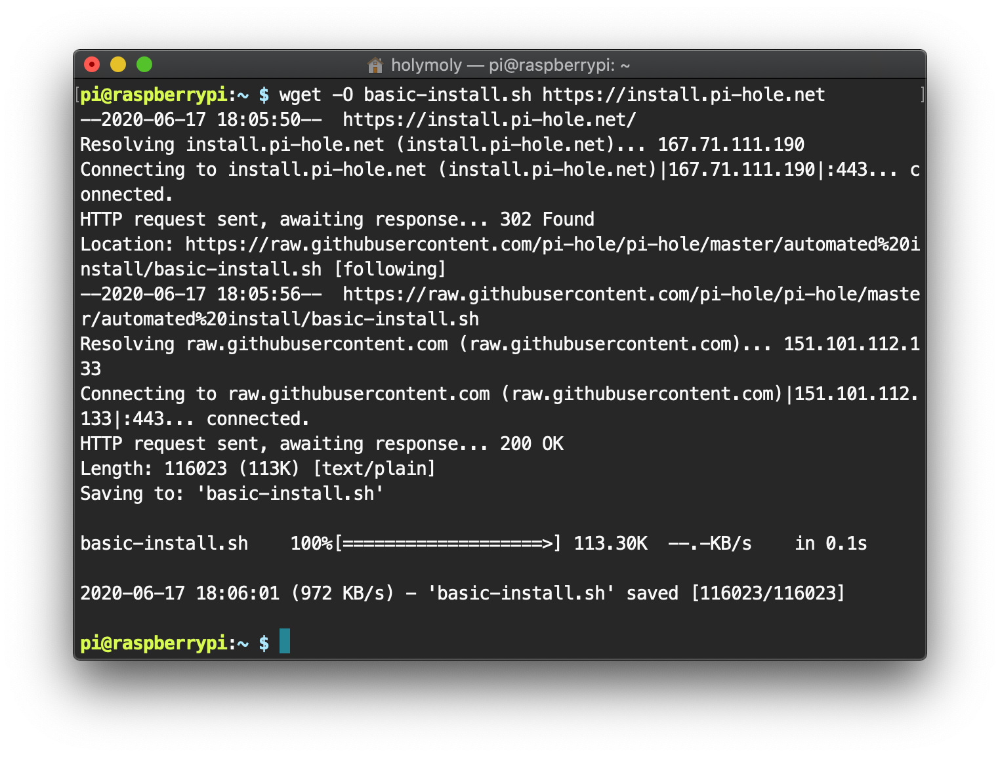 holymoly — pi@raspberrypi: ~
[pi@raspberrypi:~ $ wget -O basic-install.sh https://install.pi-hole.net ]
--2020-06-17 18:05:50--  https://install.pi-hole.net/
Resolving install.pi-hole.net (install.pi-hole.net)... 167.71.111.190
Connecting to install.pi-hole.net (install.pi-hole.net)|167.71.111.190|:443... c
onnected.
HTTP request sent, awaiting response... 302 Found
Location: https://raw.githubusercontent.com/pi-hole/pi-hole/master/automated%20i
nstall/basic-install.sh [following]
--2020-06-17 18:05:56--  https://raw.githubusercontent.com/pi-hole/pi-hole/maste
r/automated%20install/basic-install.sh
Resolving raw.githubusercontent.com (raw.githubusercontent.com)... 151.101.112.1
33
Connecting to raw.githubusercontent.com (raw.githubusercontent.com)|151.101.112.
133|:443... connected.
HTTP request sent, awaiting response... 200 OK
Length: 116023 (113K) [text/plain]
Saving to: 'basic-install.sh'
basic-install.sh    100%[===================>] 113.30K  --.-KB/s    in 0.1s
2020-06-17 18:06:01 (972 KB/s) - 'basic-install.sh' saved [116023/116023]
pi@raspberrypi:~ $